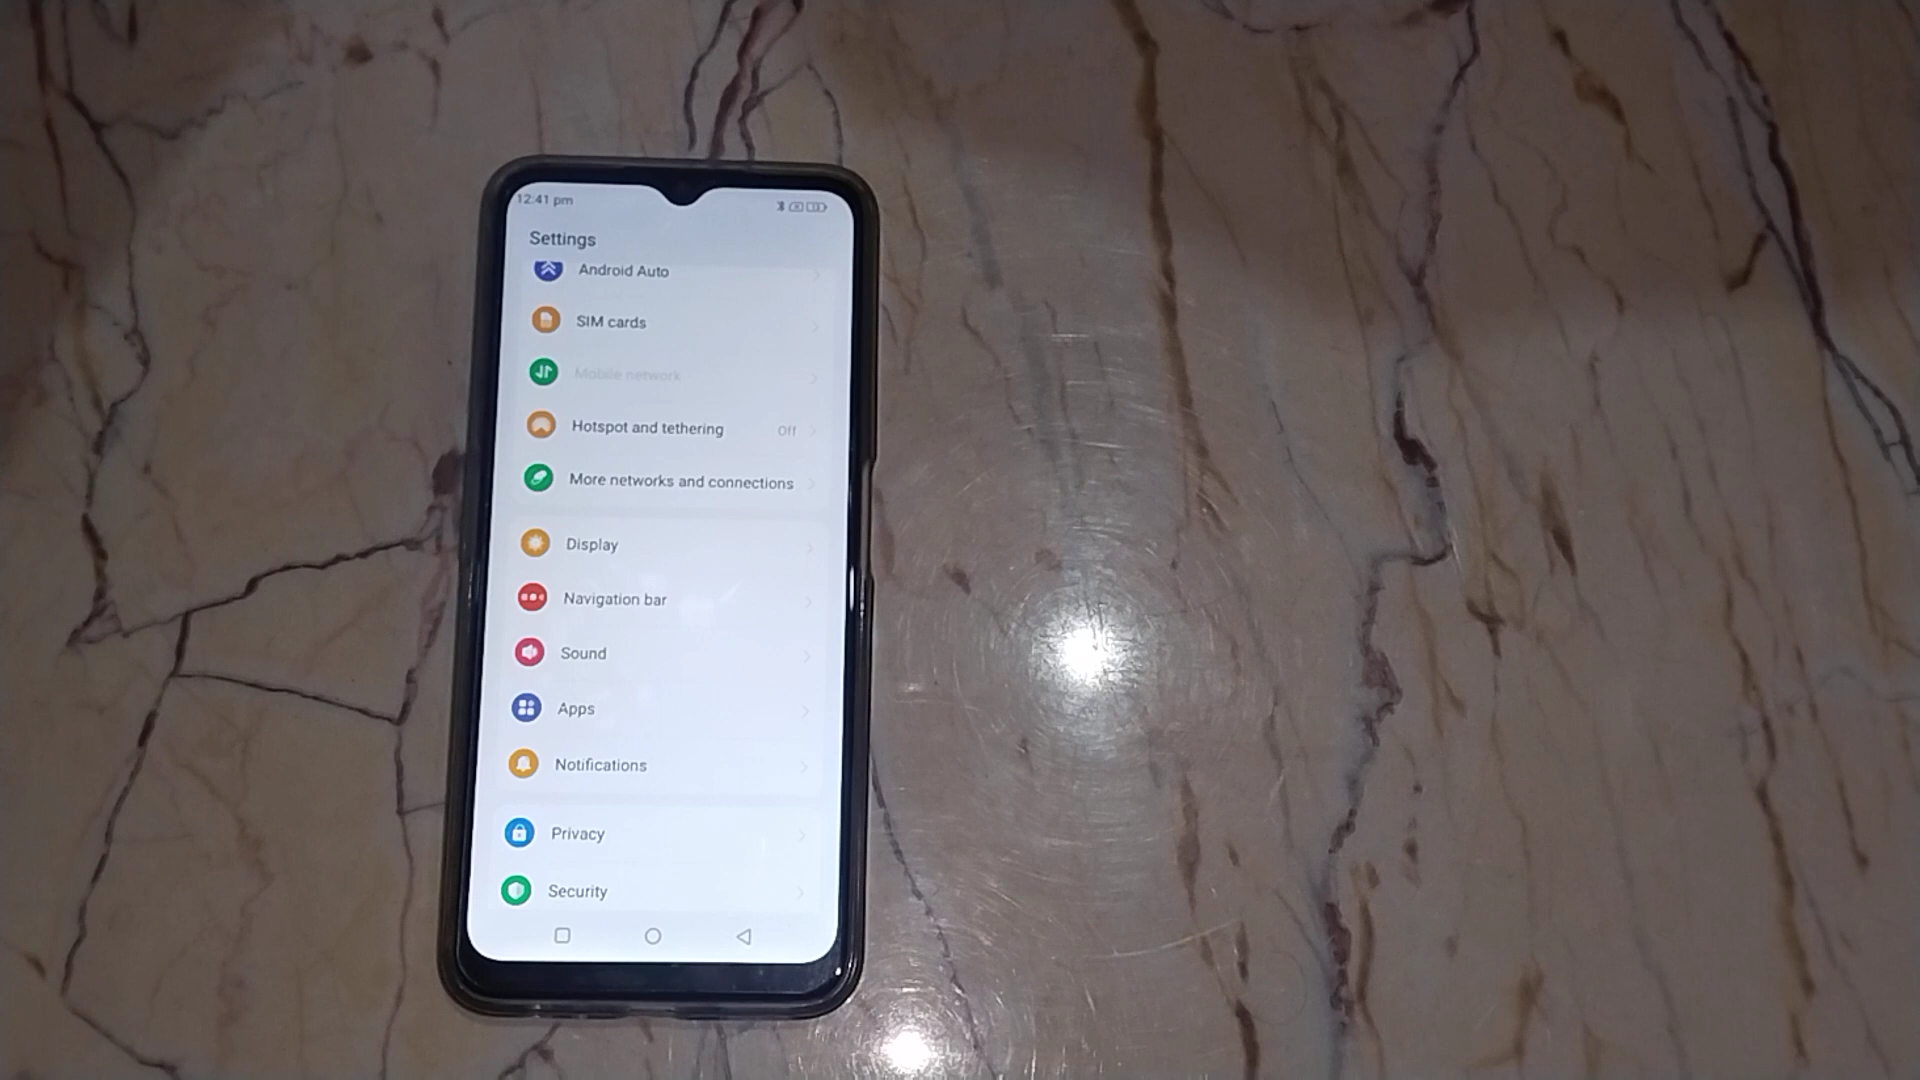 12:41 pm
Settings
Android Auto
SIM cards
Mobile network
Hotspot and tethering Off
More networks and connections
Display
Navigation bar
Sound
Apps
Notifications
Privacy
Security